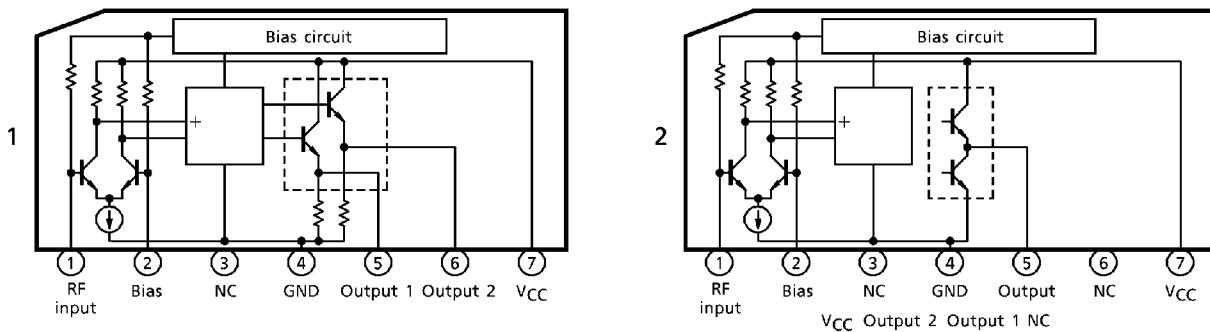 1
Bias circuit
+
1 2 3 4 5 6 7
RF input
Bias
NC
GND
Output 1
Output 2
VCC
2
Bias circuit
+
1 2 3 4 5 6 7
RF input
Bias
NC
GND
Output
NC
VCC
VCC Output 2 Output 1 NC